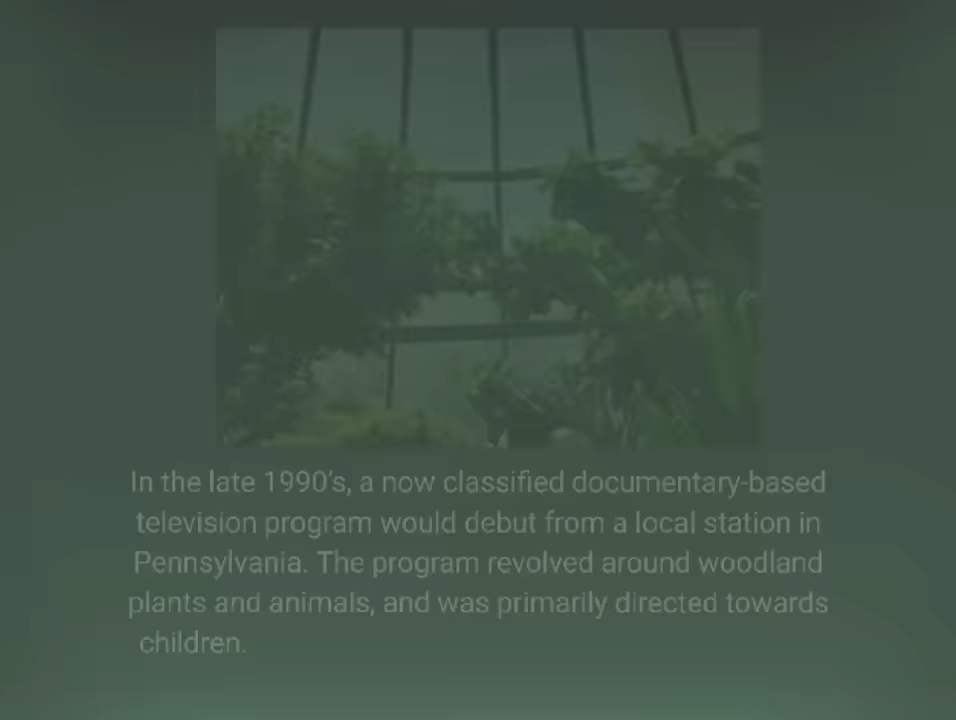 In the late 1990's, a now classified documentary-based
television program would debut from a local station in
Pennsylvania. The program revolved around woodland
plants and animals, and was primarily directed towards
children.